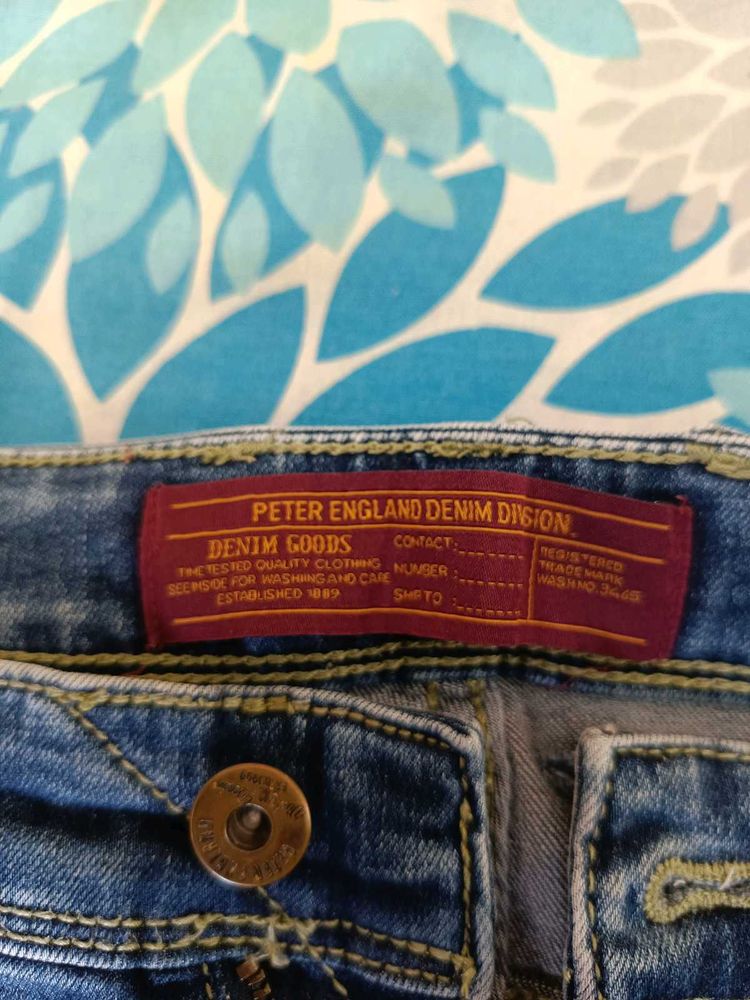 PETER ENGLAND DENIM DIVISION.
DENIM GOODS
TIME TESTED QUALITY CLOTHING
SEE INSIDE FOR WASHING AND CARE
ESTABLISHED 1889
CONTACT:
NUMBER :
SHIP TO :
REGISTERED
TRADE MARK
WASH NO. 3465